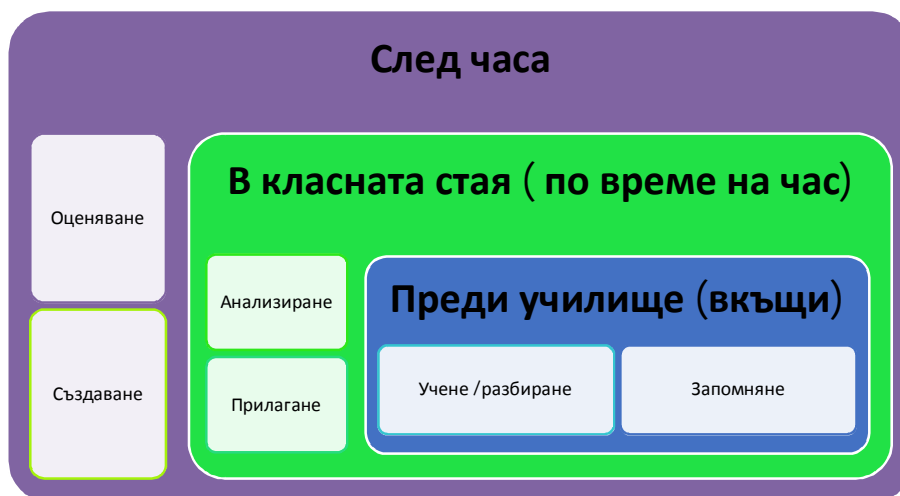 След часа
Оценяване
Създаване
В класната стая ( по време на час)
Анализиране
Прилагане
Преди училище (вкъщи)
Учене /разбиране
Запомняне